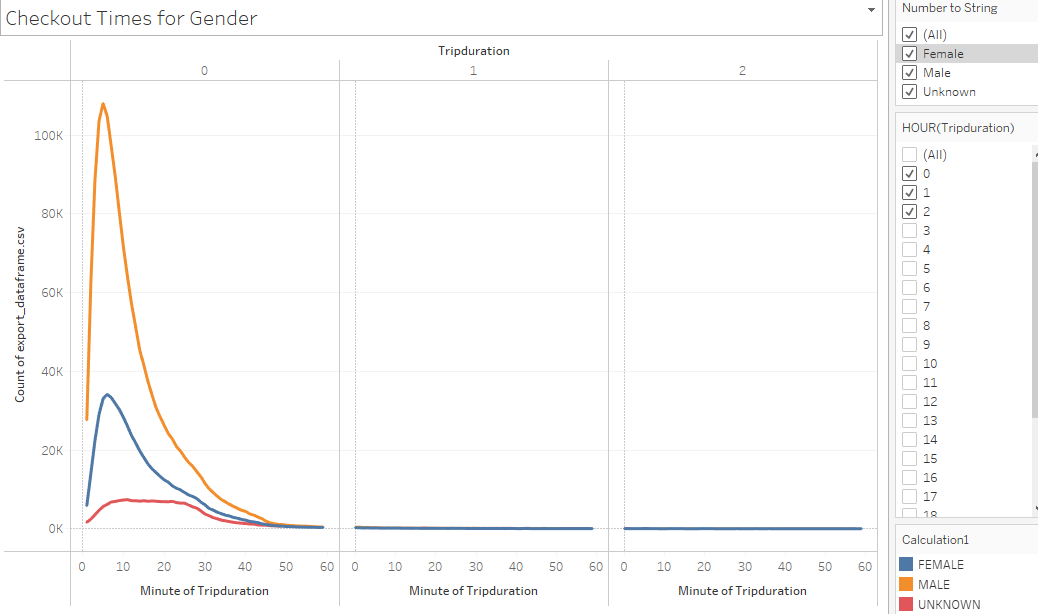 Checkout Times for Gender
Tripduration
0 1 2
100K
80K
60K
40K
20K
0K
Count of export_dataframe.csv
0 10 20 30 40 50 60 0 10 20 30 40 50 60 0 10 20 30 40 50 60
Minute of Tripduration Minute of Tripduration Minute of Tripduration
Number to String
(All)
Female
Male
Unknown
HOUR(Tripduration)
(All)
0
1
2
3
4
5
6
7
8
9
10
11
12
13
14
15
16
17
18
Calculation1
FEMALE
MALE
UNKNOWN